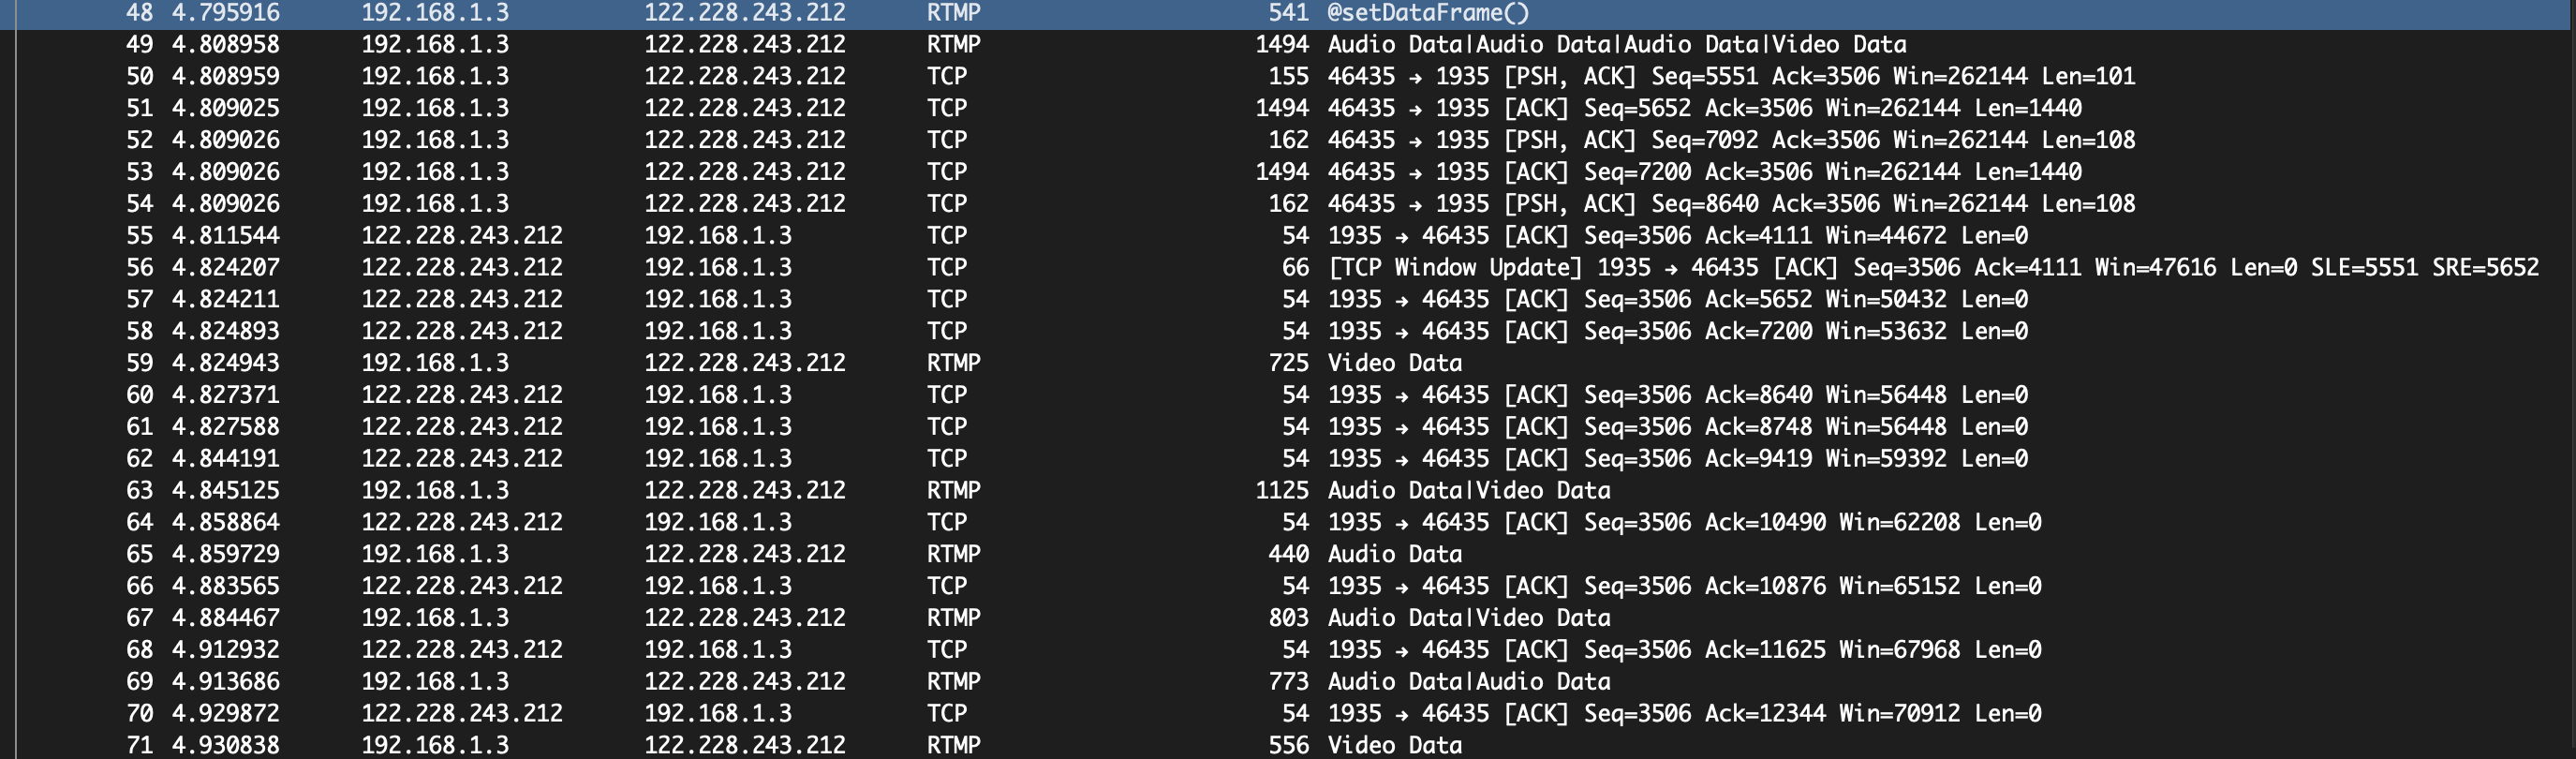 48 4.795916 192.168.1.3 122.228.243.212 RTMP 541 @setDataFrame()
49 4.808958 192.168.1.3 122.228.243.212 RTMP 1494 Audio Data|Audio Data|Audio Data|Video Data
50 4.808959 192.168.1.3 122.228.243.212 TCP 155 46435 → 1935 [PSH, ACK] Seq=5551 Ack=3506 Win=262144 Len=101
51 4.809025 192.168.1.3 122.228.243.212 TCP 1494 46435 → 1935 [ACK] Seq=5652 Ack=3506 Win=262144 Len=1440
52 4.809026 192.168.1.3 122.228.243.212 TCP 162 46435 → 1935 [PSH, ACK] Seq=7092 Ack=3506 Win=262144 Len=108
53 4.809026 192.168.1.3 122.228.243.212 TCP 1494 46435 → 1935 [ACK] Seq=7200 Ack=3506 Win=262144 Len=1440
54 4.809026 192.168.1.3 122.228.243.212 TCP 162 46435 → 1935 [PSH, ACK] Seq=8640 Ack=3506 Win=262144 Len=108
55 4.811544 122.228.243.212 192.168.1.3 TCP 54 1935 → 46435 [ACK] Seq=3506 Ack=4111 Win=44672 Len=0
56 4.824207 122.228.243.212 192.168.1.3 TCP 66 [TCP Window Update] 1935 → 46435 [ACK] Seq=3506 Ack=4111 Win=47616 Len=0 SLE=5551 SRE=5652
57 4.824211 122.228.243.212 192.168.1.3 TCP 54 1935 → 46435 [ACK] Seq=3506 Ack=5652 Win=50432 Len=0
58 4.824893 122.228.243.212 192.168.1.3 TCP 54 1935 → 46435 [ACK] Seq=3506 Ack=7200 Win=53632 Len=0
59 4.824943 192.168.1.3 122.228.243.212 RTMP 725 Video Data
60 4.827371 122.228.243.212 192.168.1.3 TCP 54 1935 → 46435 [ACK] Seq=3506 Ack=8640 Win=56448 Len=0
61 4.827588 122.228.243.212 192.168.1.3 TCP 54 1935 → 46435 [ACK] Seq=3506 Ack=8748 Win=56448 Len=0
62 4.844191 122.228.243.212 192.168.1.3 TCP 54 1935 → 46435 [ACK] Seq=3506 Ack=9419 Win=59392 Len=0
63 4.845125 192.168.1.3 122.228.243.212 RTMP 1125 Audio Data|Video Data
64 4.858864 122.228.243.212 192.168.1.3 TCP 54 1935 → 46435 [ACK] Seq=3506 Ack=10490 Win=62208 Len=0
65 4.859729 192.168.1.3 122.228.243.212 RTMP 440 Audio Data
66 4.883565 122.228.243.212 192.168.1.3 TCP 54 1935 → 46435 [ACK] Seq=3506 Ack=10876 Win=65152 Len=0
67 4.884467 192.168.1.3 122.228.243.212 RTMP 803 Audio Data|Video Data
68 4.912932 122.228.243.212 192.168.1.3 TCP 54 1935 → 46435 [ACK] Seq=3506 Ack=11625 Win=67968 Len=0
69 4.913686 192.168.1.3 122.228.243.212 RTMP 773 Audio Data|Audio Data
70 4.929872 122.228.243.212 192.168.1.3 TCP 54 1935 → 46435 [ACK] Seq=3506 Ack=12344 Win=70912 Len=0
71 4.930838 192.168.1.3 122.228.243.212 RTMP 556 Video Data